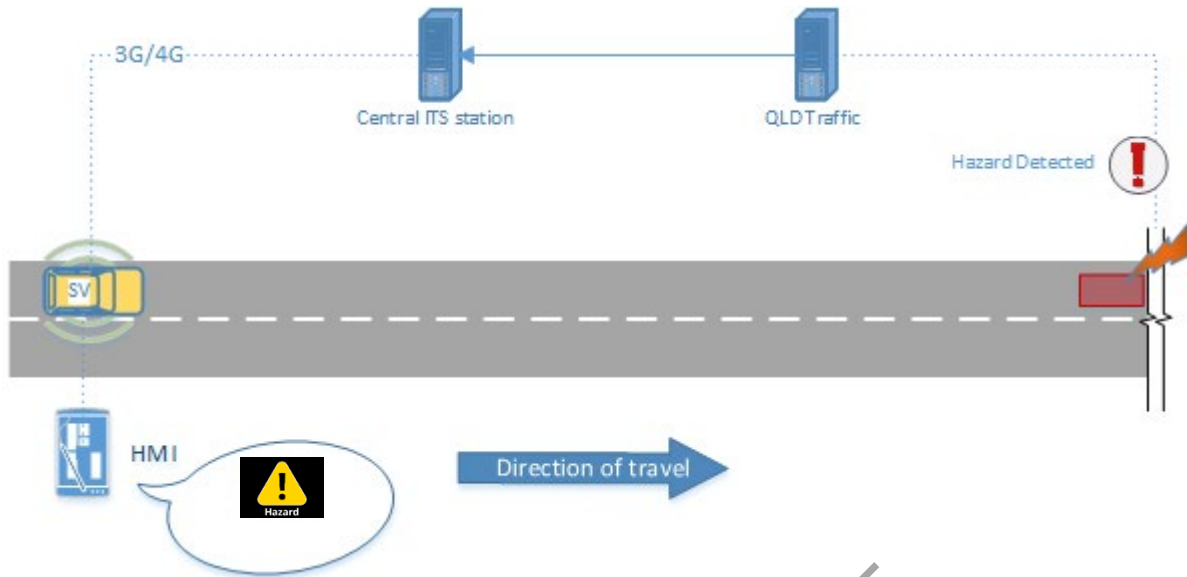 3G/4G
Central ITS station
QLDTraffic
Hazard Detected
!
SV
HMI
!
Hazard
Direction of travel